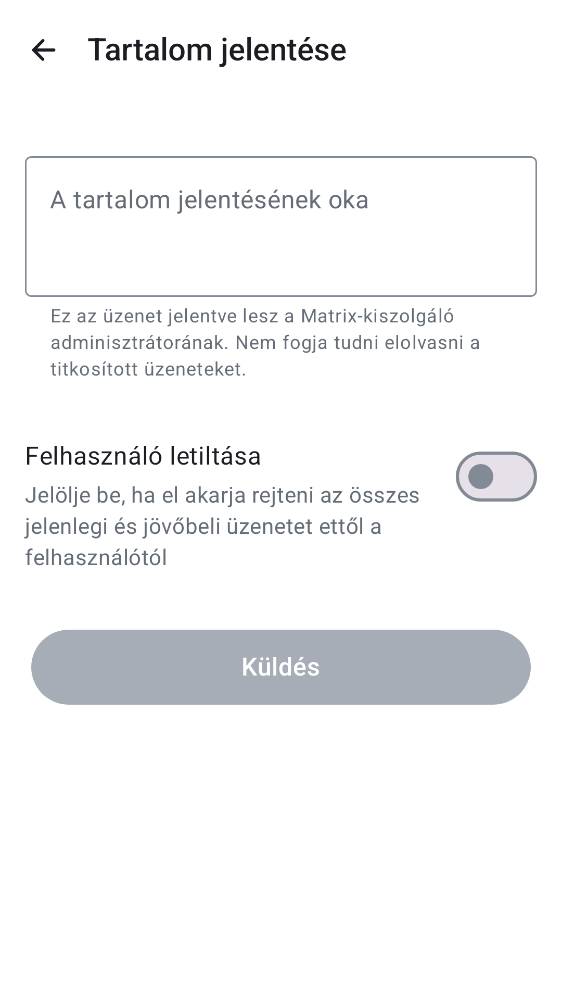 Tartalom jelentése
A tartalom jelentésének oka
Ez az üzenet jelentve lesz a Matrix-kiszolgáló
adminisztrátorának. Nem fogja tudni elolvasni a
titkosított üzeneteket.
Felhasználó letiltása
Jelölje be, ha el akarja rejteni az összes
jelenlegi és jövőbeli üzenetet ettől a
felhasználótól
Küldés